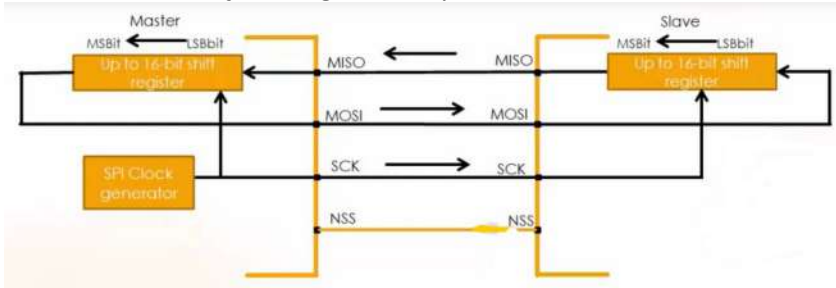 Master
Slave
MSBit LSBbit
MSBit LSBbit
Up to 16-bit shift
register
Up to 16-bit shift
register
MISO
MISO
MOSI
MOSI
SPI Clock
generator
SCK
SCK
NSS
NSS